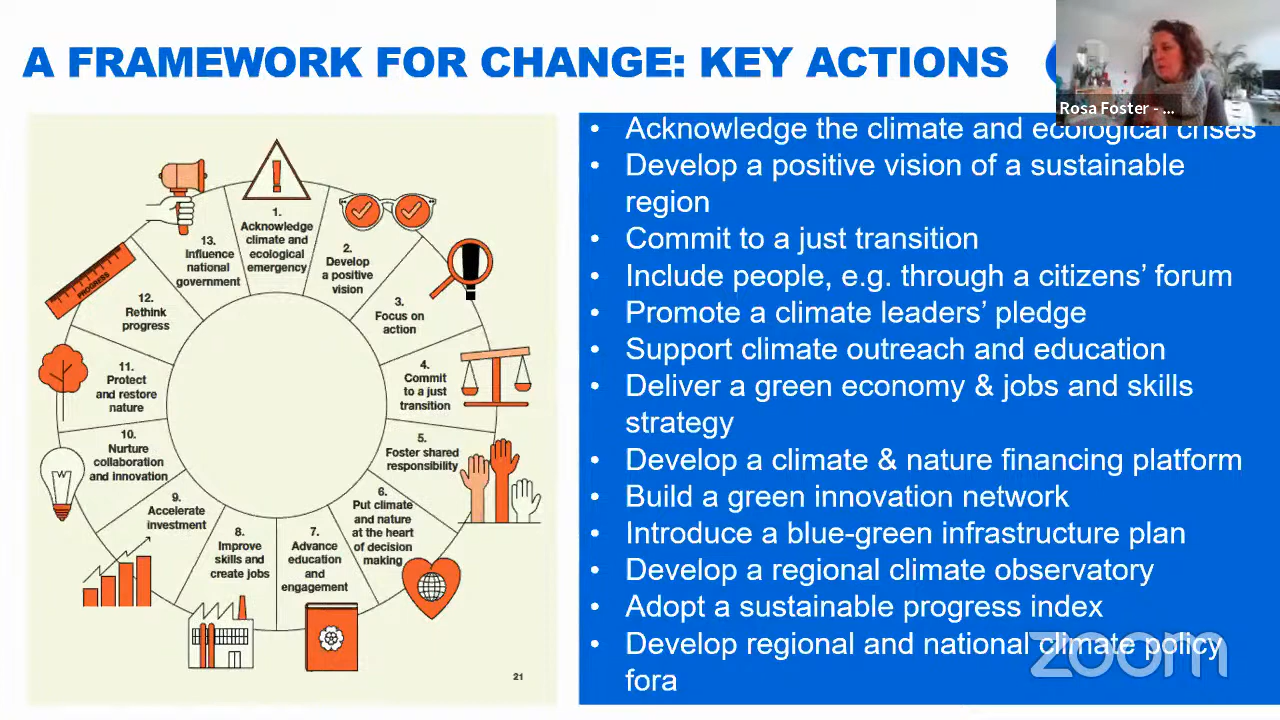 A FRAMEWORK FOR CHANGE: KEY ACTIONS
Rosa Foster - ...
1.
Acknowledge
climate and
ecological
emergency
2.
Develop
a positive
vision
3.
Focus on
action
4.
Commit
to a just
transition
5.
Foster shared
responsibility
6.
Put climate
and nature
at the heart
of decision
making
7.
Advance
education
and
engagement
8.
Improve
skills and
create jobs
9.
Accelerate
investment
10.
Nurture
collaboration
and innovation
11.
Protect
and restore
nature
12.
Rethink
progress
PROGRESS
13.
Influence
national
government
21
• Acknowledge the climate and ecological crises
• Develop a positive vision of a sustainable
region
• Commit to a just transition
• Include people, e.g. through a citizens’ forum
• Promote a climate leaders’ pledge
• Support climate outreach and education
• Deliver a green economy & jobs and skills
strategy
• Develop a climate & nature financing platform
• Build a green innovation network
• Introduce a blue-green infrastructure plan
• Develop a regional climate observatory
• Adopt a sustainable progress index
• Develop regional and national climate policy
fora
zoom